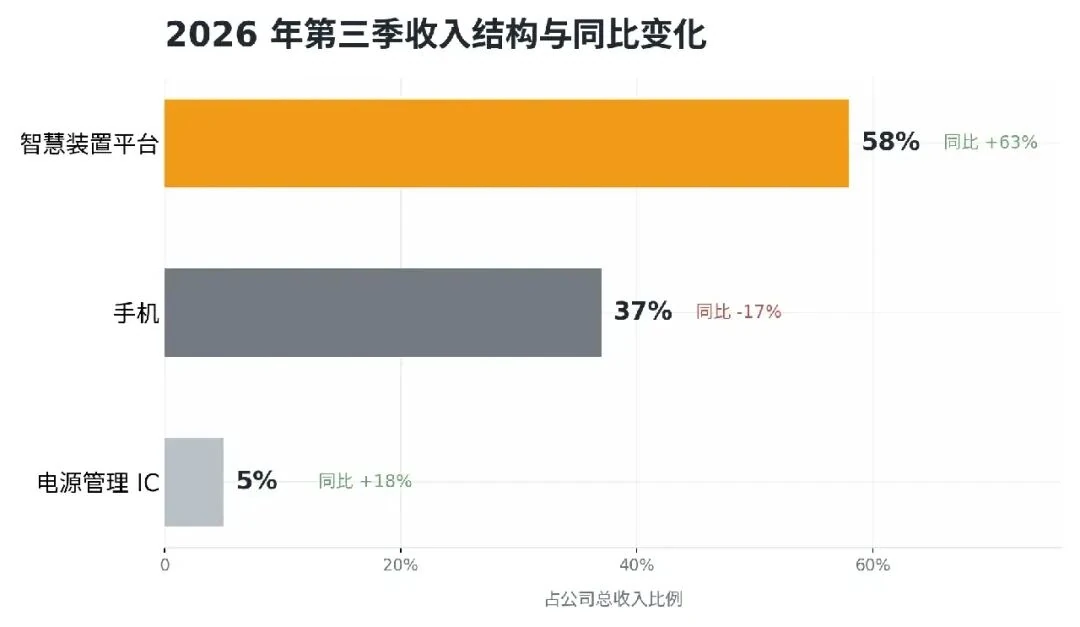 2026 年第三季收入结构与同比变化
智慧装置平台 58% 同比 +63%
手机 37% 同比 -17%
电源管理 IC 5% 同比 +18%
0 20% 40% 60%
占公司总收入比例